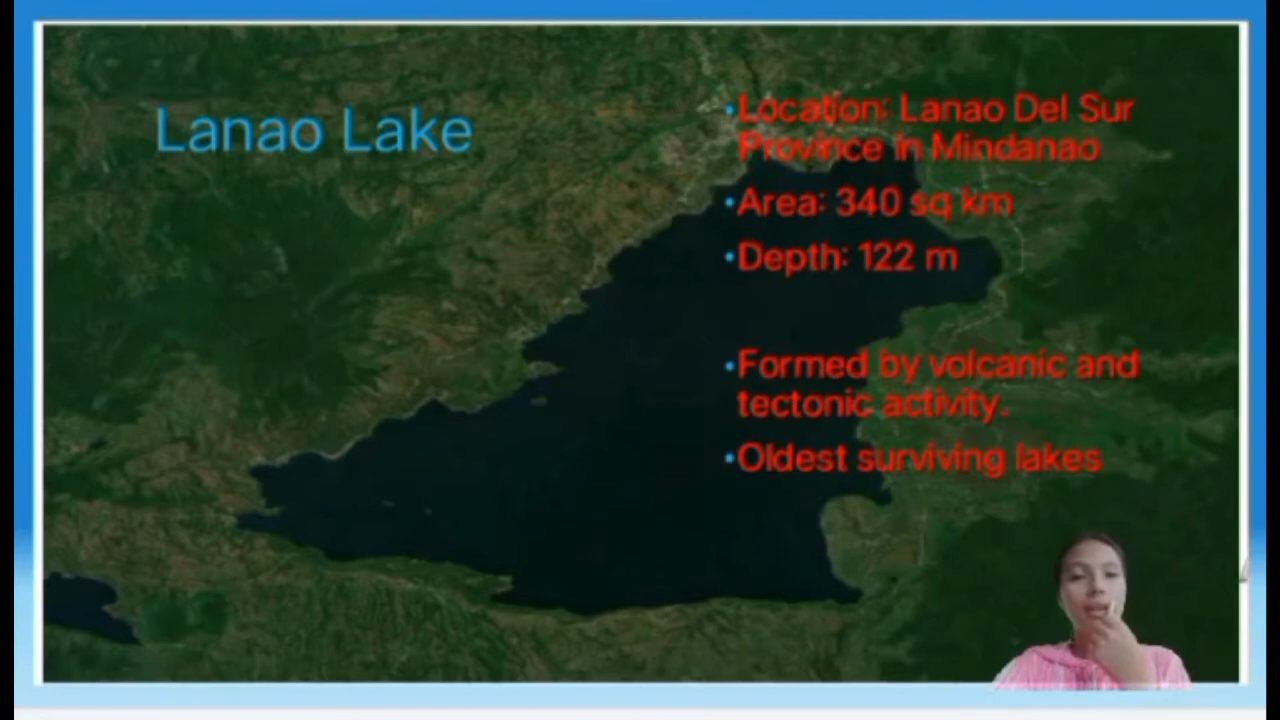 Lanao Lake
•Location: Lanao Del Sur
Province in Mindanao
•Area: 340 sq km
•Depth: 122 m
•Formed by volcanic and
tectonic activity.
•Oldest surviving lakes